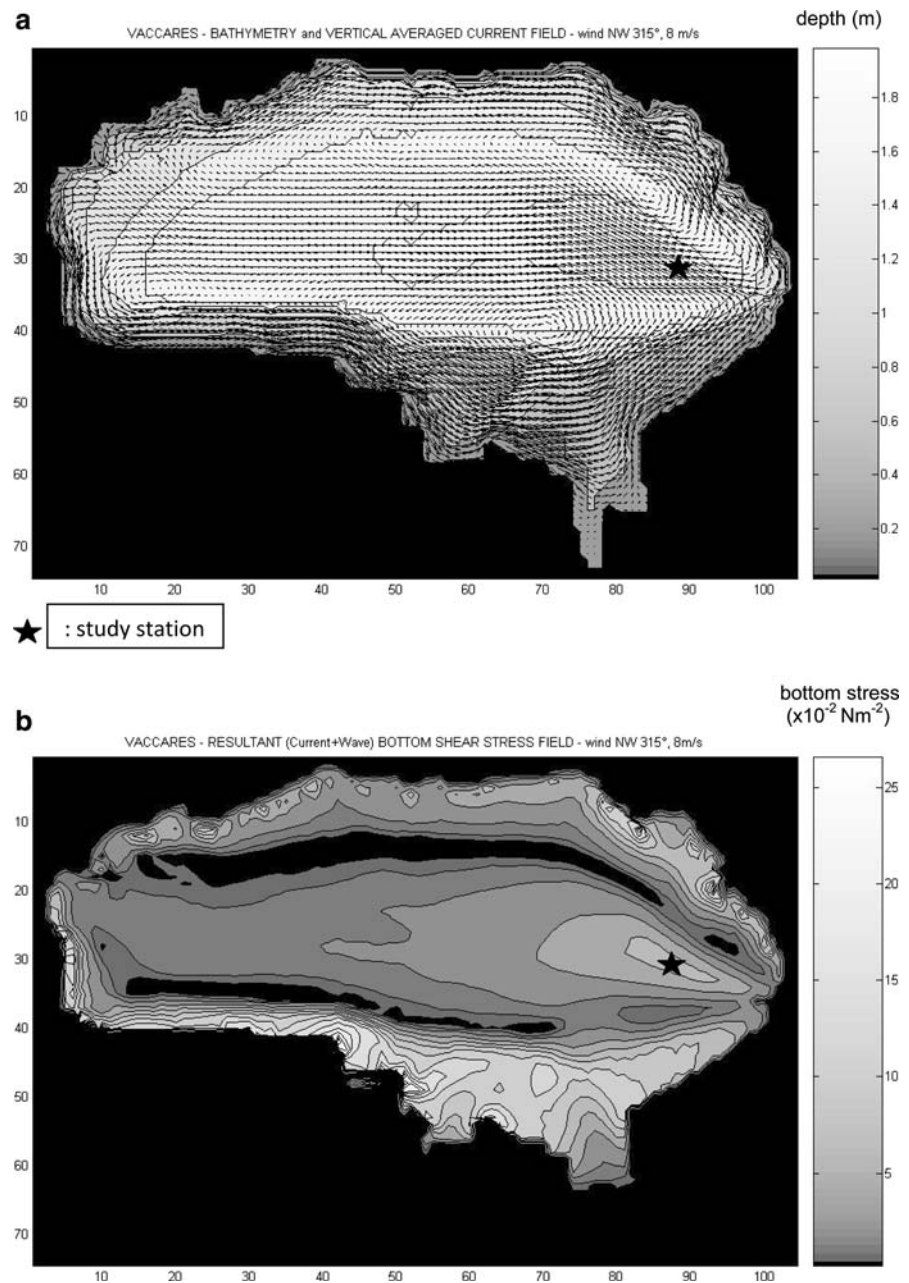 a
depth (m)
VACCARES - BATHYMETRY and VERTICAL AVERAGED CURRENT FIELD - wind NW 315°, 8 m/s
10
20
30
40
50
60
70
10 20 30 40 50 60 70 80 90 100
1.8
1.6
1.4
1.2
1
0.8
0.6
0.4
0.2
★ : study station
b
bottom stress
(x10⁻² Nm⁻²)
VACCARES - RESULTANT (Current+Wave) BOTTOM SHEAR STRESS FIELD - wind NW 315°, 8m/s
10
20
30
40
50
60
70
10 20 30 40 50 60 70 80 90 100
25
20
15
10
5